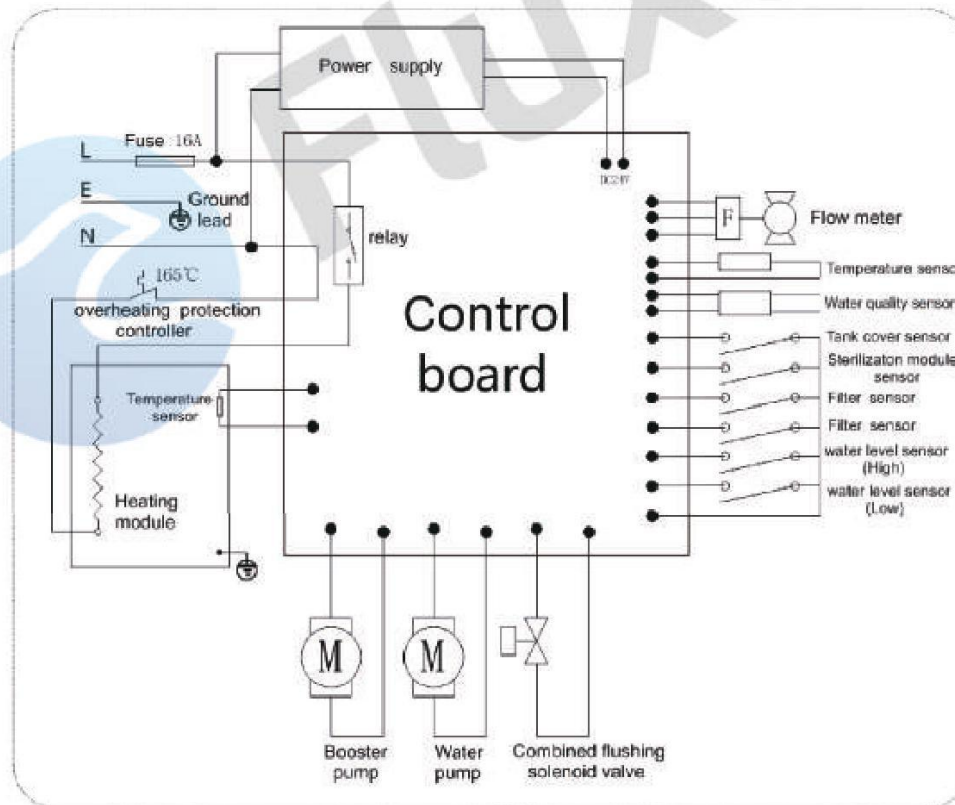 Flux
Power supply
Fuse 16A
L
DC24V
E
Ground
lead
F
Flow meter
N
relay
165℃
Temperature senso
overheating protection
controller
Water quality sensor
Control
board
Tank cover sensor
Sterilizaton module
sensor
Temperature
sensor
Filter sensor
Filter sensor
water level sensor
(High)
Heating
module
water level sensor
(Low)
M
M
Booster
pump
Water
pump
Combined flushing
solenoid valve